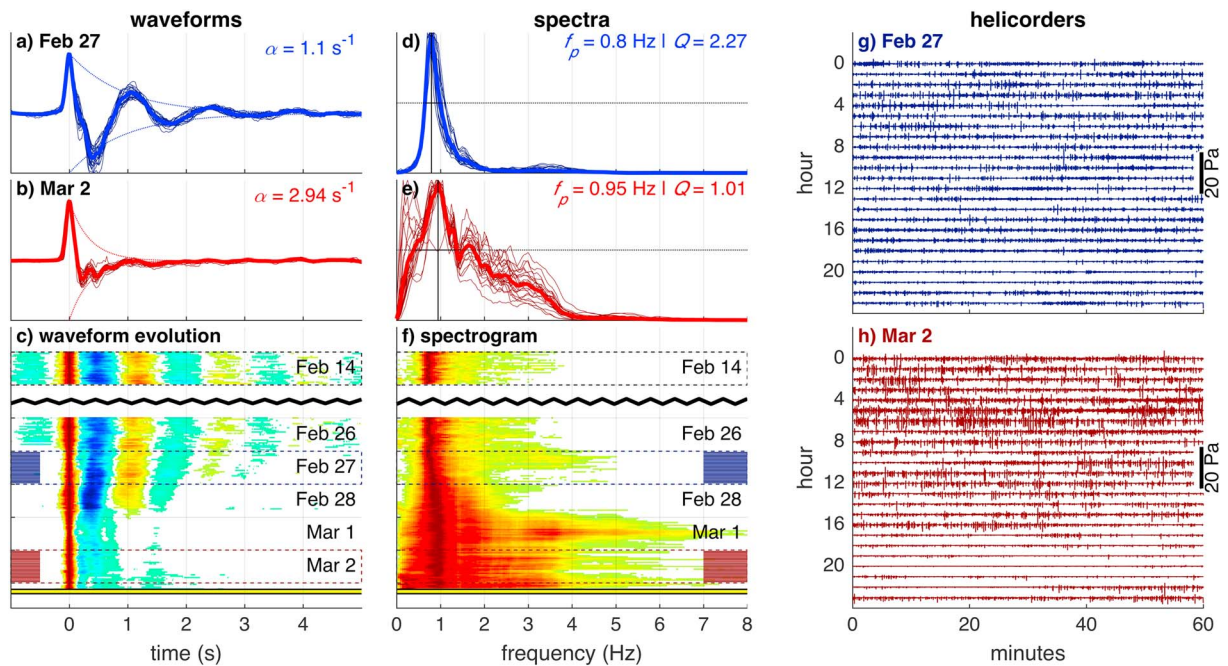 waveforms
a) Feb 27
α = 1.1 s⁻¹
b) Mar 2
α = 2.94 s⁻¹
c) waveform evolution
Feb 14
Feb 26
Feb 27
Feb 28
Mar 1
Mar 2
0 1 2 3 4
time (s)
spectra
d)
f_p = 0.8 Hz | Q = 2.27
e)
f_p = 0.95 Hz | Q = 1.01
f) spectrogram
Feb 14
Feb 26
Feb 28
Mar 1
0 1 2 3 4 5 6 7 8
frequency (Hz)
helicorders
g) Feb 27
0
4
8
12
16
20
hour
20 Pa
h) Mar 2
0
4
8
12
16
20
hour
20 Pa
0 20 40 60
minutes